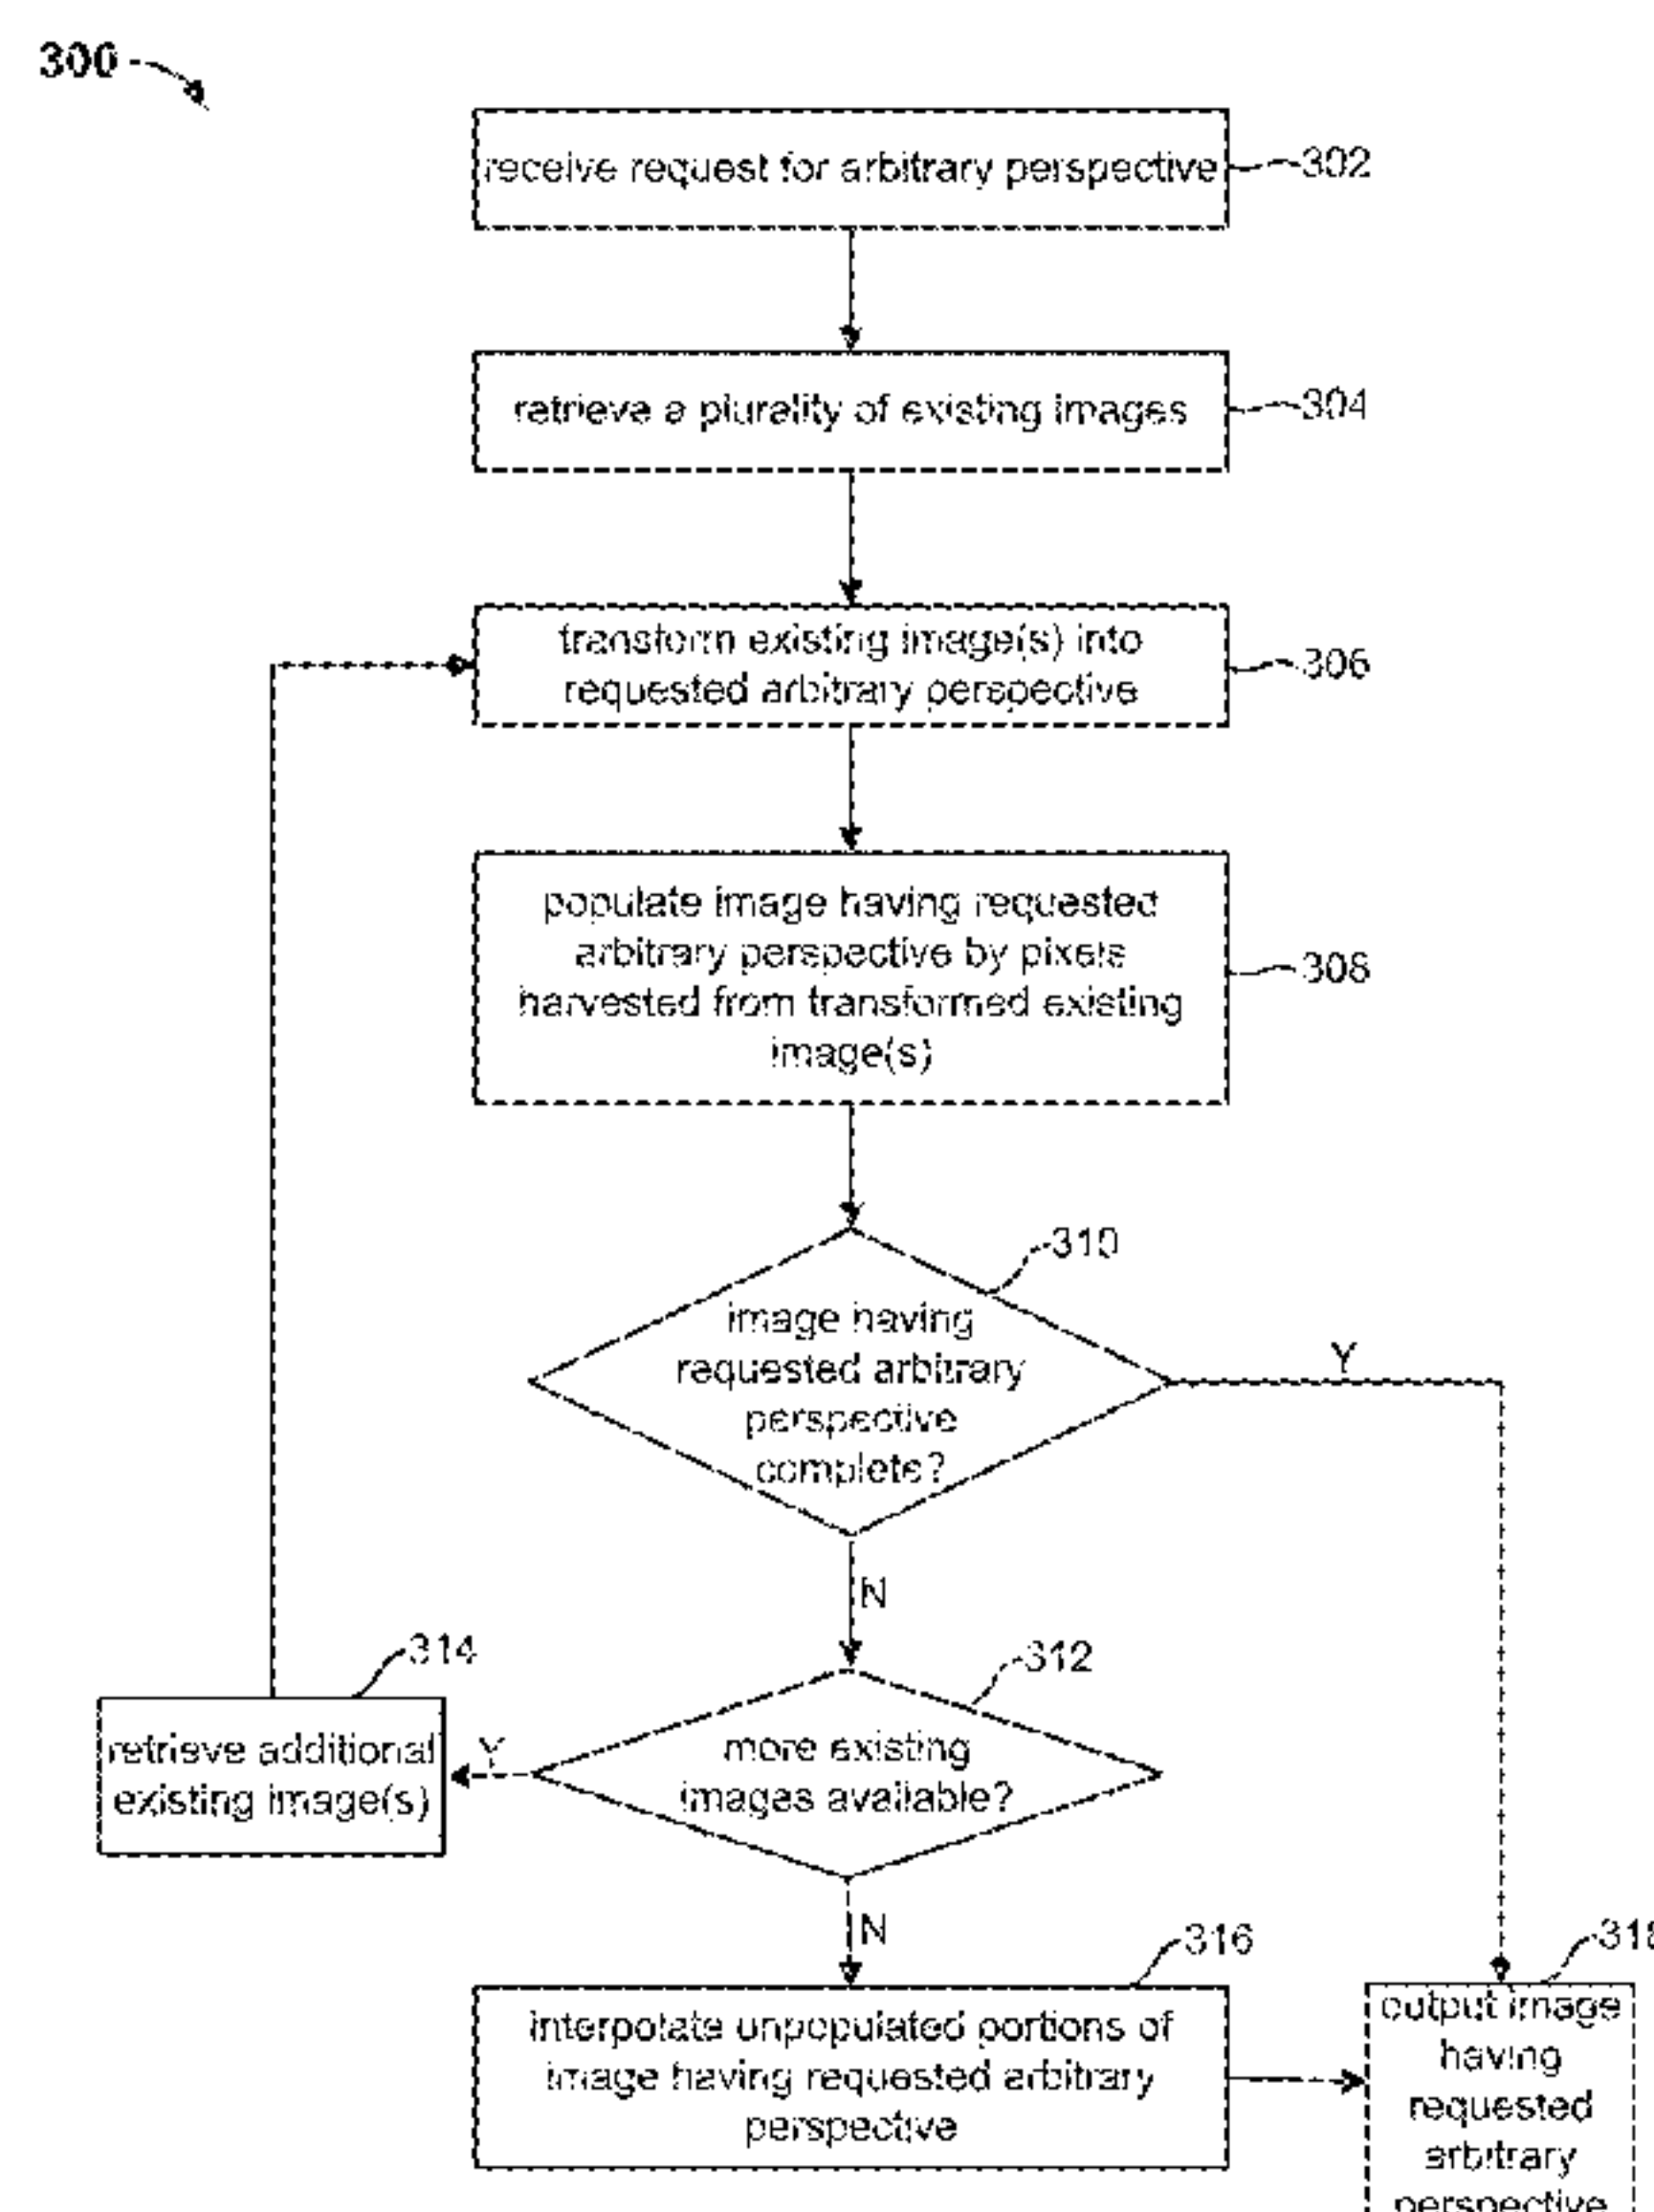 300
receive request for arbitrary perspective
302
retrieve a plurality of existing images
304
transform existing image(s) into
requested arbitrary perspective
306
populate image having requested
arbitrary perspective by pixels
harvested from transformed existing
image(s)
308
310
image having
requested arbitrary
perspective
complete?
Y
N
314
312
retrieve additional
existing image(s)
Y
more existing
images available?
N
316
318
interpolate unpopulated portions of
image having requested arbitrary
perspective
output image
having
requested
arbitrary
perspective